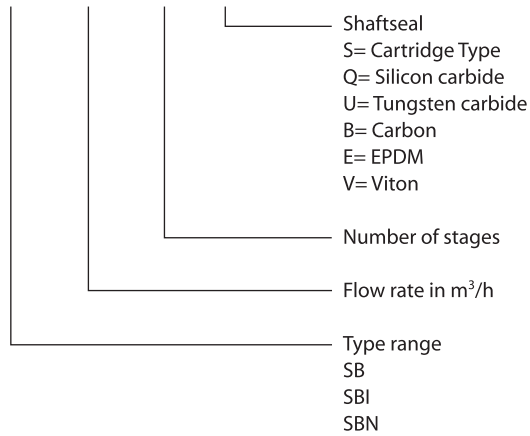 Shaftseal
S= Cartridge Type
Q= Silicon carbide
U= Tungsten carbide
B= Carbon
E= EPDM
V= Viton
Number of stages
Flow rate in m³/h
Type range
SB
SBI
SBN